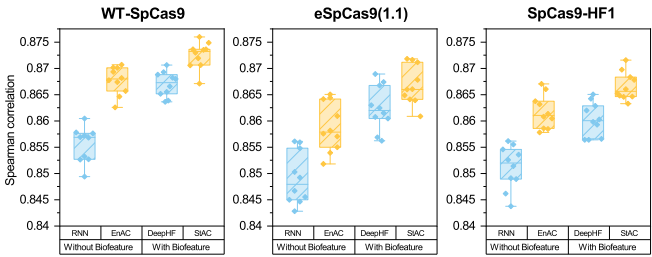 WT-SpCas9
eSpCas9(1.1)
SpCas9-HF1
Spearman correlation
0.875
0.87
0.865
0.86
0.855
0.85
0.845
0.84
RNN EnAC DeepHF StAC
Without Biofeature With Biofeature
0.875
0.87
0.865
0.86
0.855
0.85
0.845
0.84
RNN EnAC DeepHF StAC
Without Biofeature With Biofeature
0.875
0.87
0.865
0.86
0.855
0.85
0.845
0.84
RNN EnAC DeepHF StAC
Without Biofeature With Biofeature